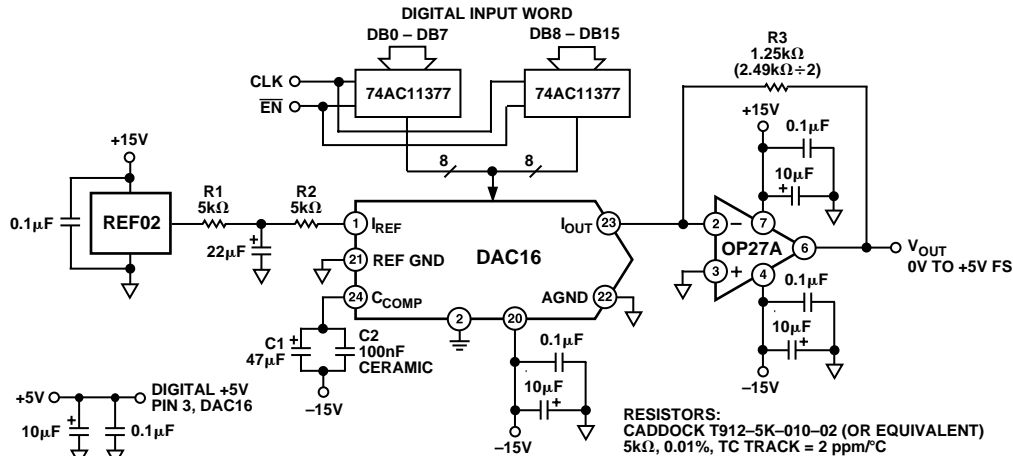 DIGITAL INPUT WORD
DB0 – DB7
DB8 – DB15
CLK
EN
74AC11377
74AC11377
8
8
R3
1.25kΩ
(2.49kΩ÷2)
+15V
0.1µF
10µF
+
+15V
0.1µF
REF02
R1
5kΩ
R2
5kΩ
+
22µF
1
IREF
21
REF GND
24
CCOMP
DAC16
IOUT
23
AGND
22
2
20
2
–
3
+
7
OP27A
4
6
VOUT
0V TO +5V FS
0.1µF
10µF
+
–15V
C1
47µF
+
C2
100nF
CERAMIC
–15V
0.1µF
10µF
+
–15V
+5V
DIGITAL +5V
PIN 3, DAC16
10µF
+
0.1µF
RESISTORS:
CADDOCK T912–5K–010–02 (OR EQUIVALENT)
5kΩ, 0.01%, TC TRACK = 2 ppm/°C